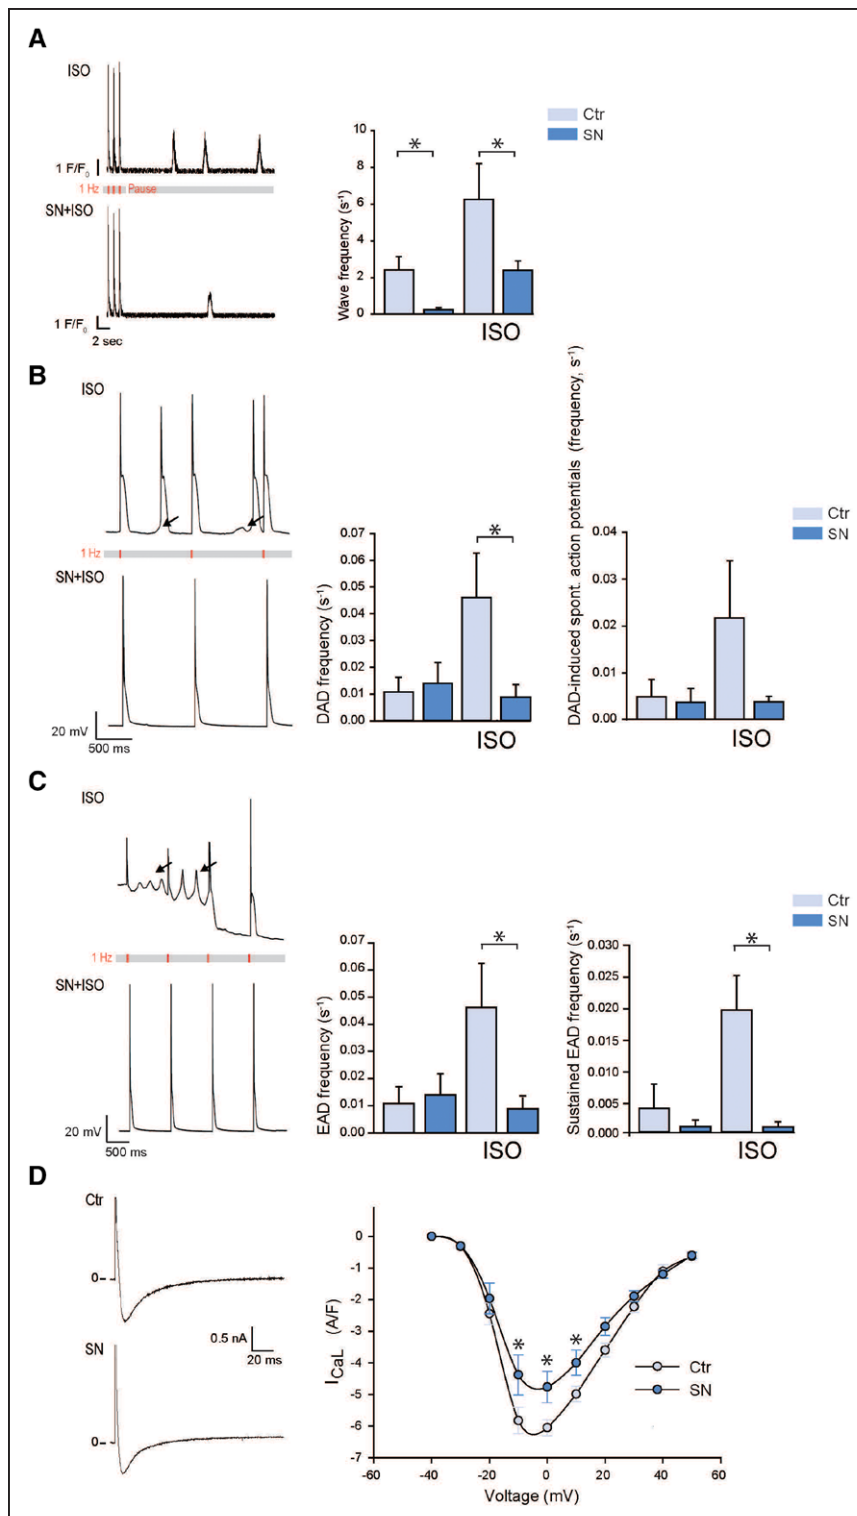 A
ISO
1 F/F0
1 Hz
Pause
SN+ISO
1 F/F0
2 sec
Ctr
SN
Wave frequency (s-1)
10
8
6
4
2
0
*
*
ISO
B
ISO
1 Hz
SN+ISO
20 mV
500 ms
DAD frequency (s-1)
0.07
0.06
0.05
0.04
0.03
0.02
0.01
0.00
*
ISO
DAD-induced spont. action potentials (frequency, s-1)
0.04
0.03
0.02
0.01
0.00
ISO
Ctr
SN
C
ISO
1 Hz
SN+ISO
20 mV
500 ms
EAD frequency (s-1)
0.07
0.06
0.05
0.04
0.03
0.02
0.01
0.00
*
ISO
Sustained EAD frequency (s-1)
0.030
0.025
0.020
0.015
0.010
0.005
0.000
*
ISO
Ctr
SN
D
Ctr
0-
0.5 nA
20 ms
SN
0-
ICaL (A/F)
0
-1
-2
-3
-4
-5
-6
-7
* * *
Ctr
SN
-60 -40 -20 0 20 40 60
Voltage (mV)